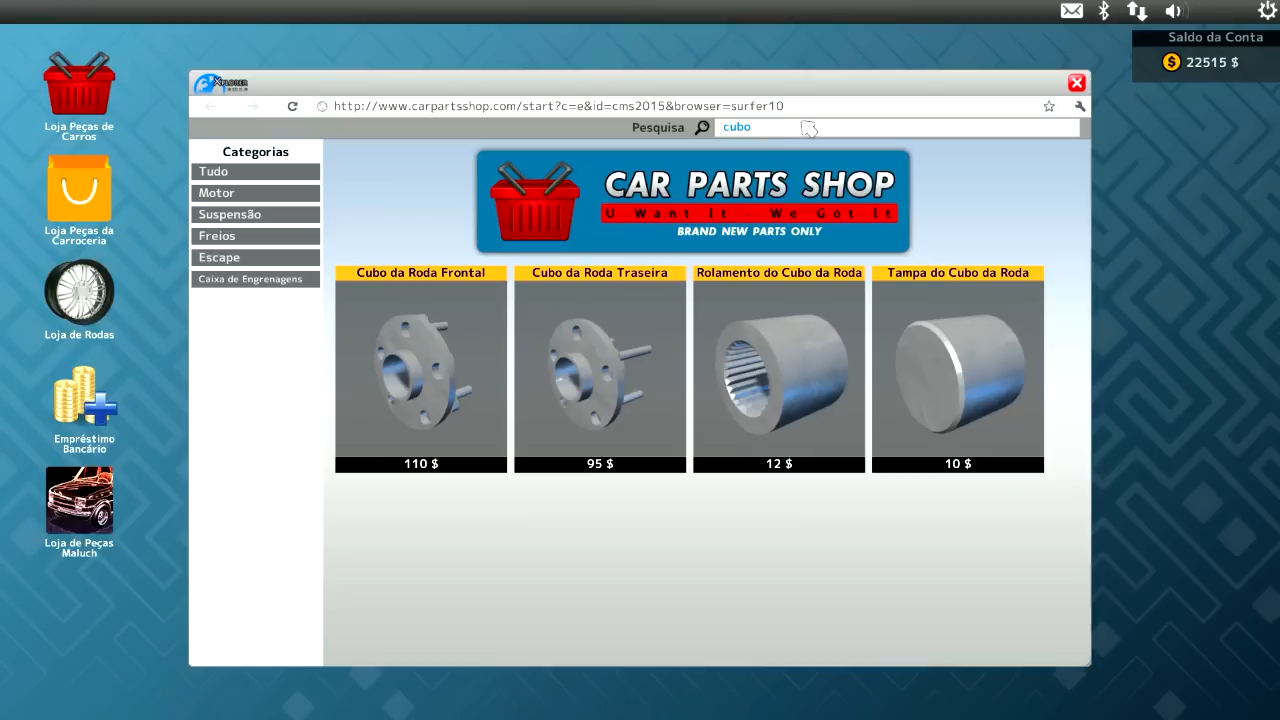 Saldo da Conta
22515 $
Loja Peças de
Carros
Loja Peças da
Carroceria
Loja de Rodas
Empréstimo
Bancário
Loja de Peças
Maluch
XPLORER
http://www.carpartsshop.com/start?c=e&id=cms2015&browser=surfer10
Pesquisa
cubo
Categorias
Tudo
Motor
Suspensão
Freios
Escape
Caixa de Engrenagens
CAR PARTS SHOP
U Want It - We Got It
BRAND NEW PARTS ONLY
Cubo da Roda Frontal
110 $
Cubo da Roda Traseira
95 $
Rolamento do Cubo da Roda
12 $
Tampa do Cubo da Roda
10 $